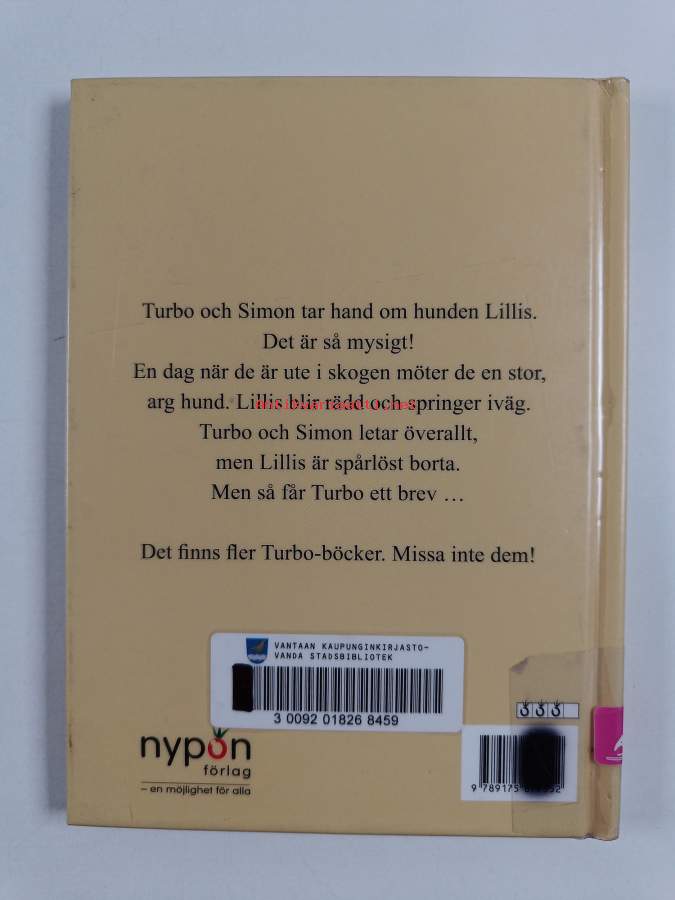 Turbo och Simon tar hand om hunden Lillis.
Det är så mysigt!
En dag när de är ute i skogen möter de en stor,
arg hund. Lillis blir rädd och springer iväg.
Turbo och Simon letar överallt,
men Lillis är spårlöst borta.
Men så får Turbo ett brev …
Det finns fler Turbo-böcker. Missa inte dem!
VANTAAN KAUPUNGINKIRJASTO-
VANDA STADSBIBLIOTEK
3 0092 01826 8459
nypon
förlag
– en möjlighet för alla
9 789175